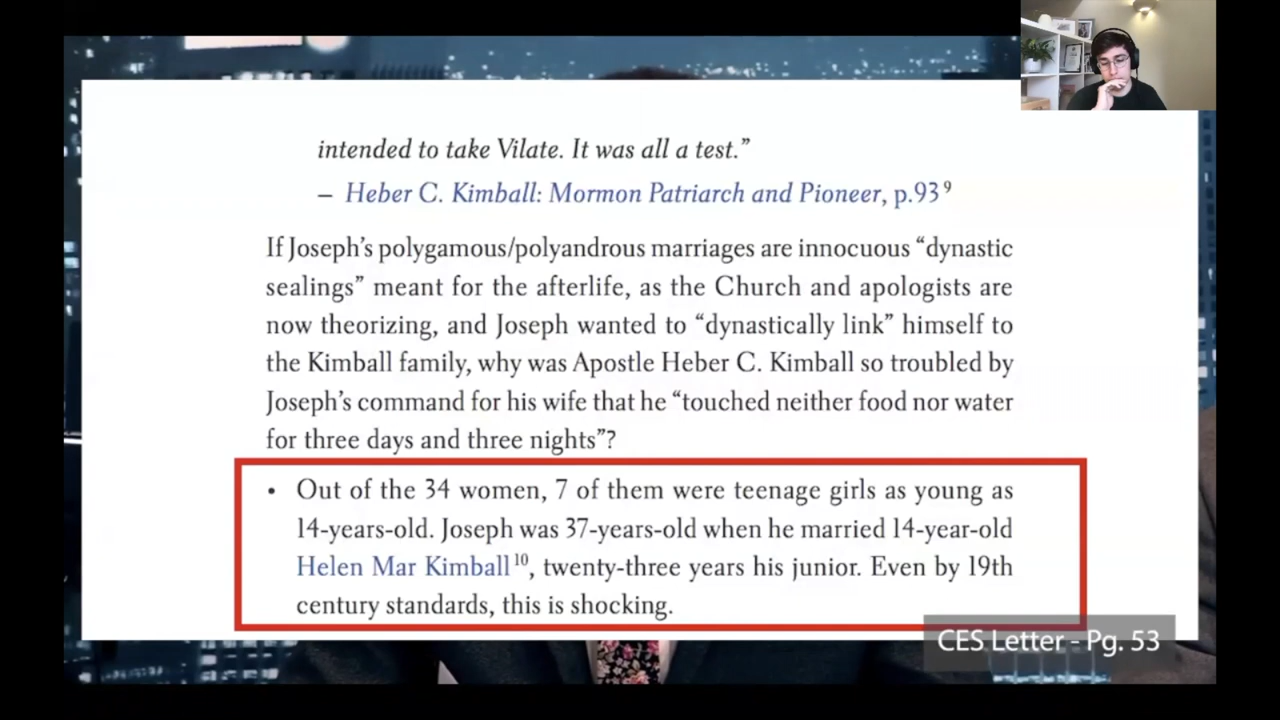 intended to take Vilate. It was all a test.”
– Heber C. Kimball: Mormon Patriarch and Pioneer, p.93 9
If Joseph’s polygamous/polyandrous marriages are innocuous “dynastic
sealings” meant for the afterlife, as the Church and apologists are
now theorizing, and Joseph wanted to “dynastically link” himself to
the Kimball family, why was Apostle Heber C. Kimball so troubled by
Joseph’s command for his wife that he “touched neither food nor water
for three days and three nights”?
• Out of the 34 women, 7 of them were teenage girls as young as
14-years-old. Joseph was 37-years-old when he married 14-year-old
Helen Mar Kimball 10, twenty-three years his junior. Even by 19th
century standards, this is shocking.
CES Letter - Pg. 53